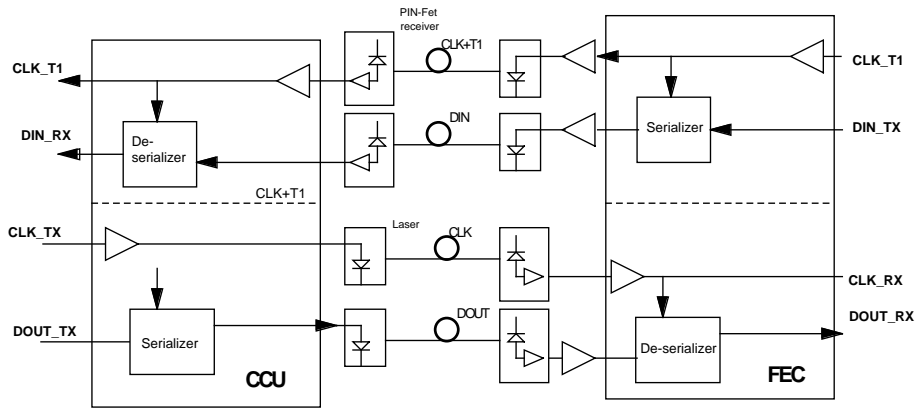 PIN-Fet
receiver
CLK_T1
CLK+T1
CLK_T1
DIN_RX
De-
serializer
DIN
Serializer
DIN_TX
CLK+T1
CLK_TX
Laser
CLK
CLK_RX
DOUT_TX
Serializer
DOUT
De-serializer
DOUT_RX
CCU
FEC